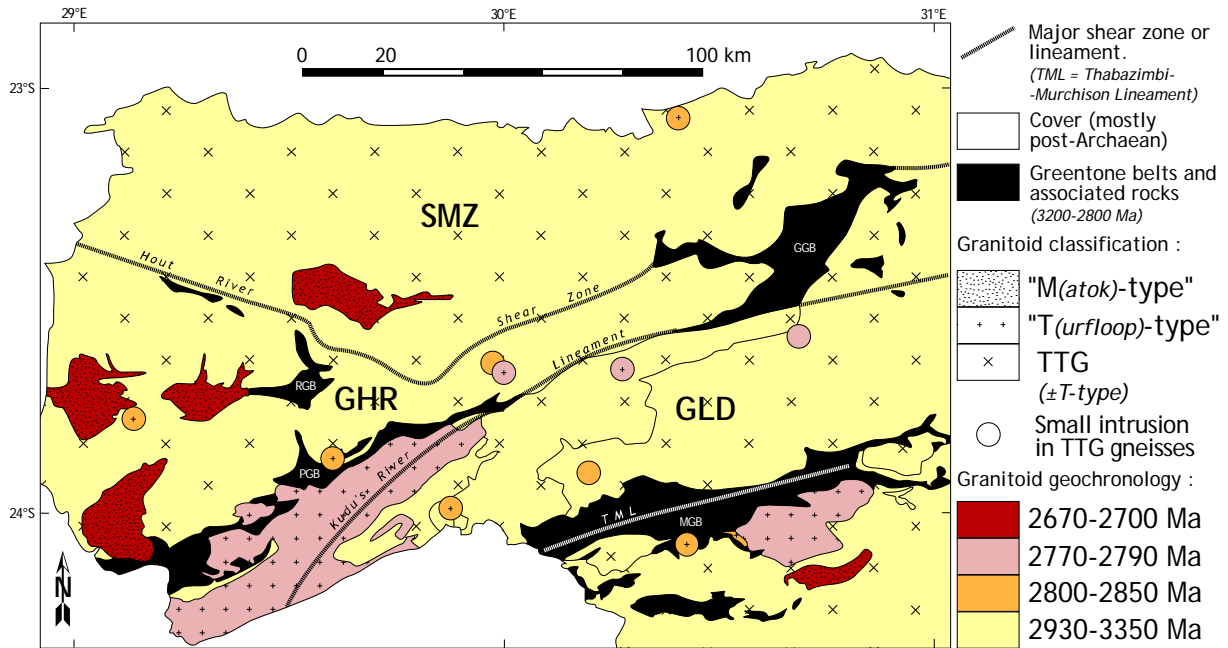 29°E
30°E
31°E
0
20
60
100 km
23°S
24°S
SMZ
GGB
Hout River Shear Zone
RGB
GHR
Kudu's River Lineament
GLD
PGB
TML
MGB
N
Major shear zone or
lineament.
(TML = Thabazimbi-
-Murchison Lineament)
Cover (mostly
post-Archaean)
Greentone belts and
associated rocks
(3200-2800 Ma)
Granitoid classification :
"M(atok)-type"
"T(urfloop)-type"
TTG
(±T-type)
Small intrusion
in TTG gneisses
Granitoid geochronology :
2670-2700 Ma
2770-2790 Ma
2800-2850 Ma
2930-3350 Ma